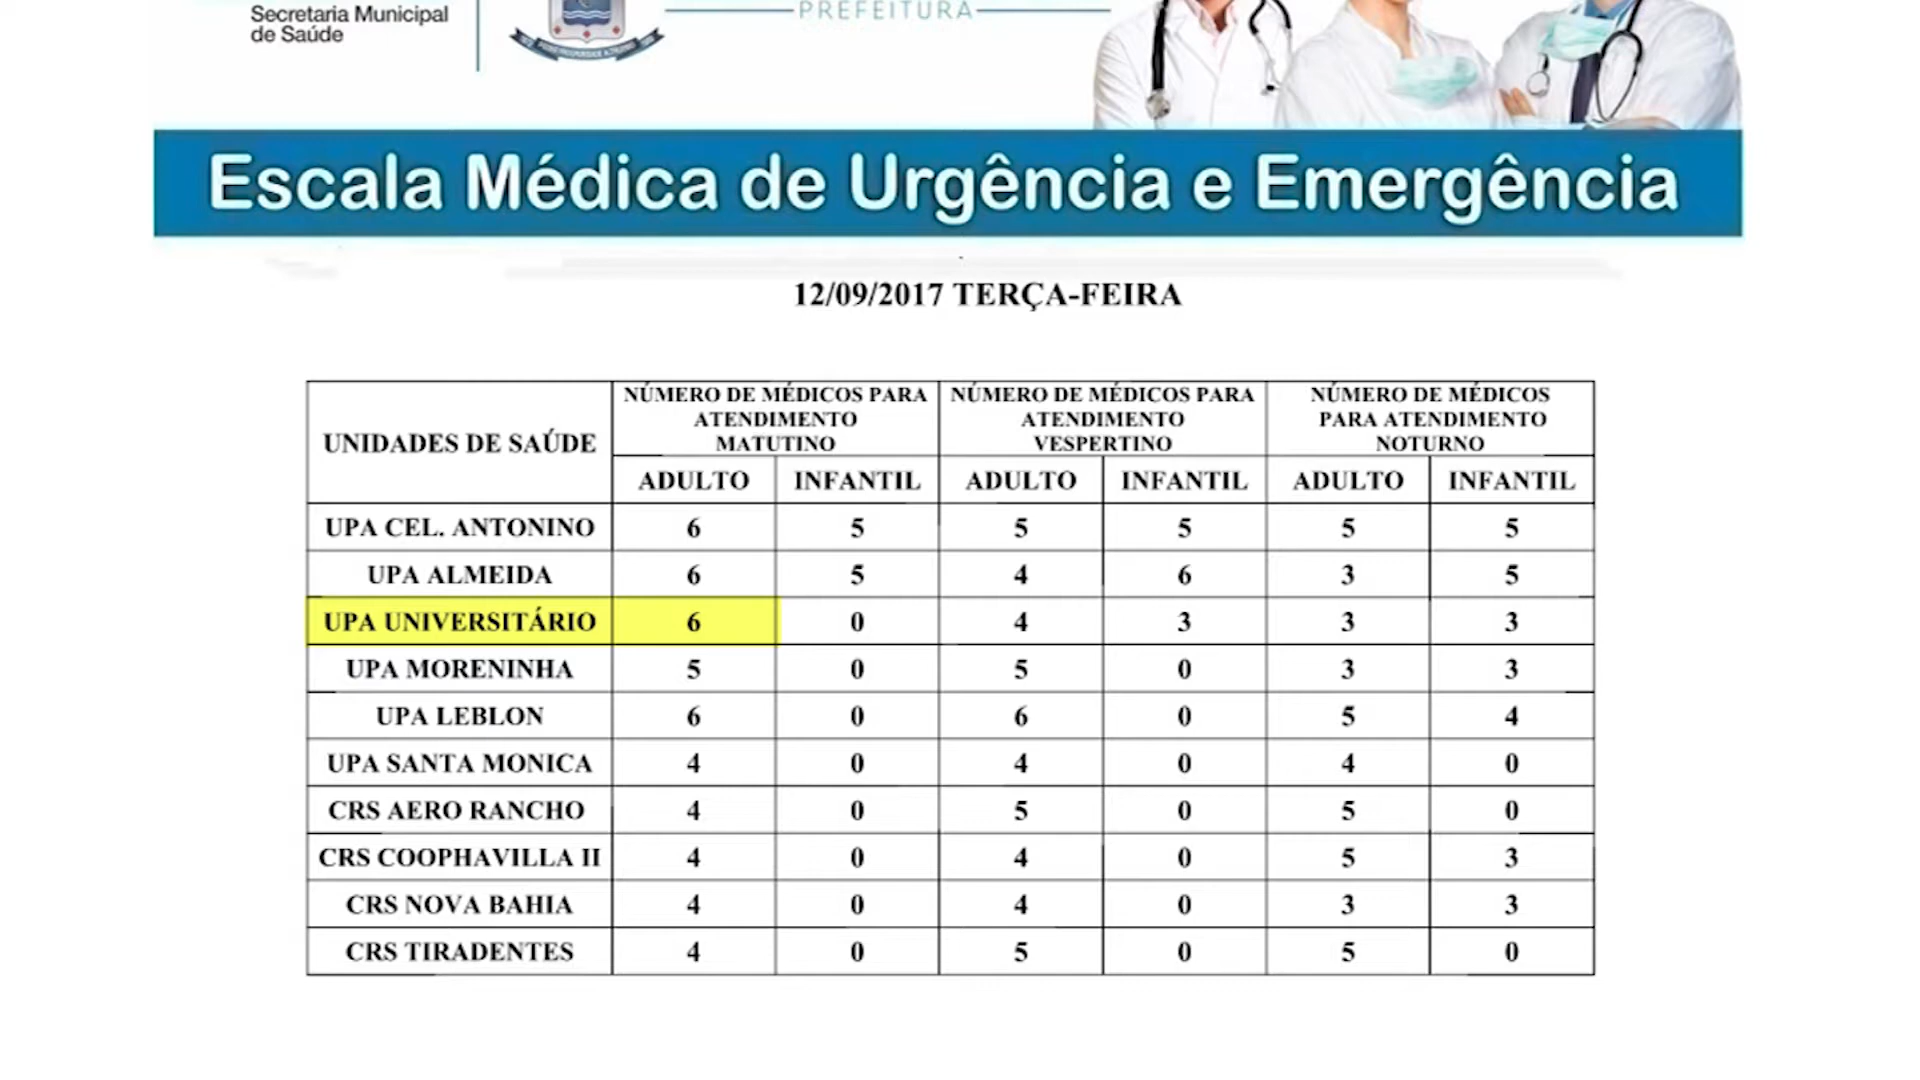 Secretaria Municipal
de Saúde
PREFEITURA
Escala Médica de Urgência e Emergência
12/09/2017 TERÇA-FEIRA
UNIDADES DE SAÚDE
NÚMERO DE MÉDICOS PARA
ATENDIMENTO
MATUTINO
NÚMERO DE MÉDICOS PARA
ATENDIMENTO
VESPERTINO
NÚMERO DE MÉDICOS
PARA ATENDIMENTO
NOTURNO
ADULTO INFANTIL ADULTO INFANTIL ADULTO INFANTIL
UPA CEL. ANTONINO 6 5 5 5 5 5
UPA ALMEIDA 6 5 4 6 3 5
UPA UNIVERSITÁRIO 6 0 4 3 3 3
UPA MORENINHA 5 0 5 0 3 3
UPA LEBLON 6 0 6 0 5 4
UPA SANTA MONICA 4 0 4 0 4 0
CRS AERO RANCHO 4 0 5 0 5 0
CRS COOPHAVILLA II 4 0 4 0 5 3
CRS NOVA BAHIA 4 0 4 0 3 3
CRS TIRADENTES 4 0 5 0 5 0